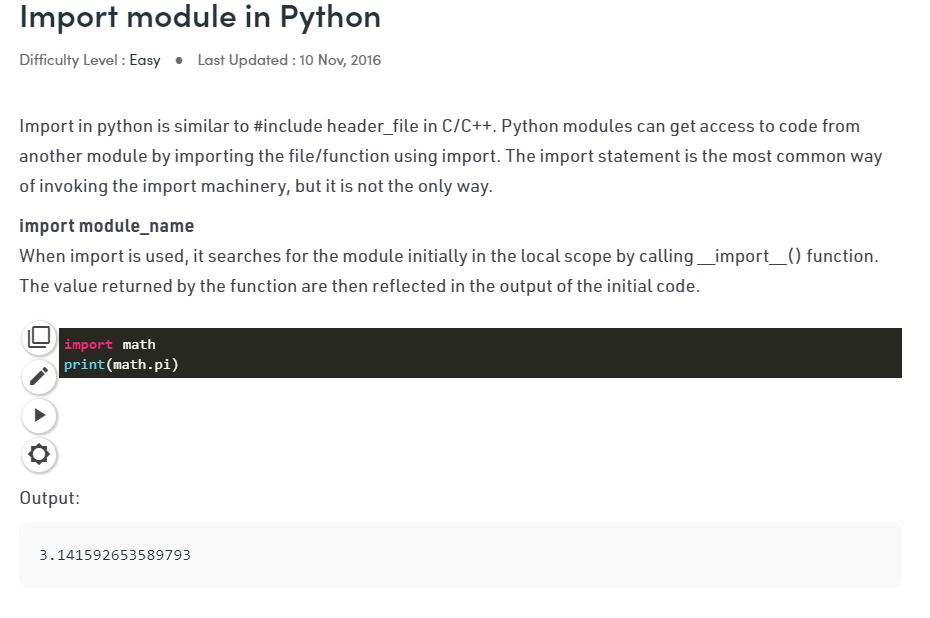 Import module in Python
Difficulty Level : Easy ● Last Updated : 10 Nov, 2016
Import in python is similar to #include header_file in C/C++. Python modules can get access to code from
another module by importing the file/function using import. The import statement is the most common way
of invoking the import machinery, but it is not the only way.
import module_name
When import is used, it searches for the module initially in the local scope by calling __import__() function.
The value returned by the function are then reflected in the output of the initial code.
import math
print(math.pi)
Output:
3.141592653589793